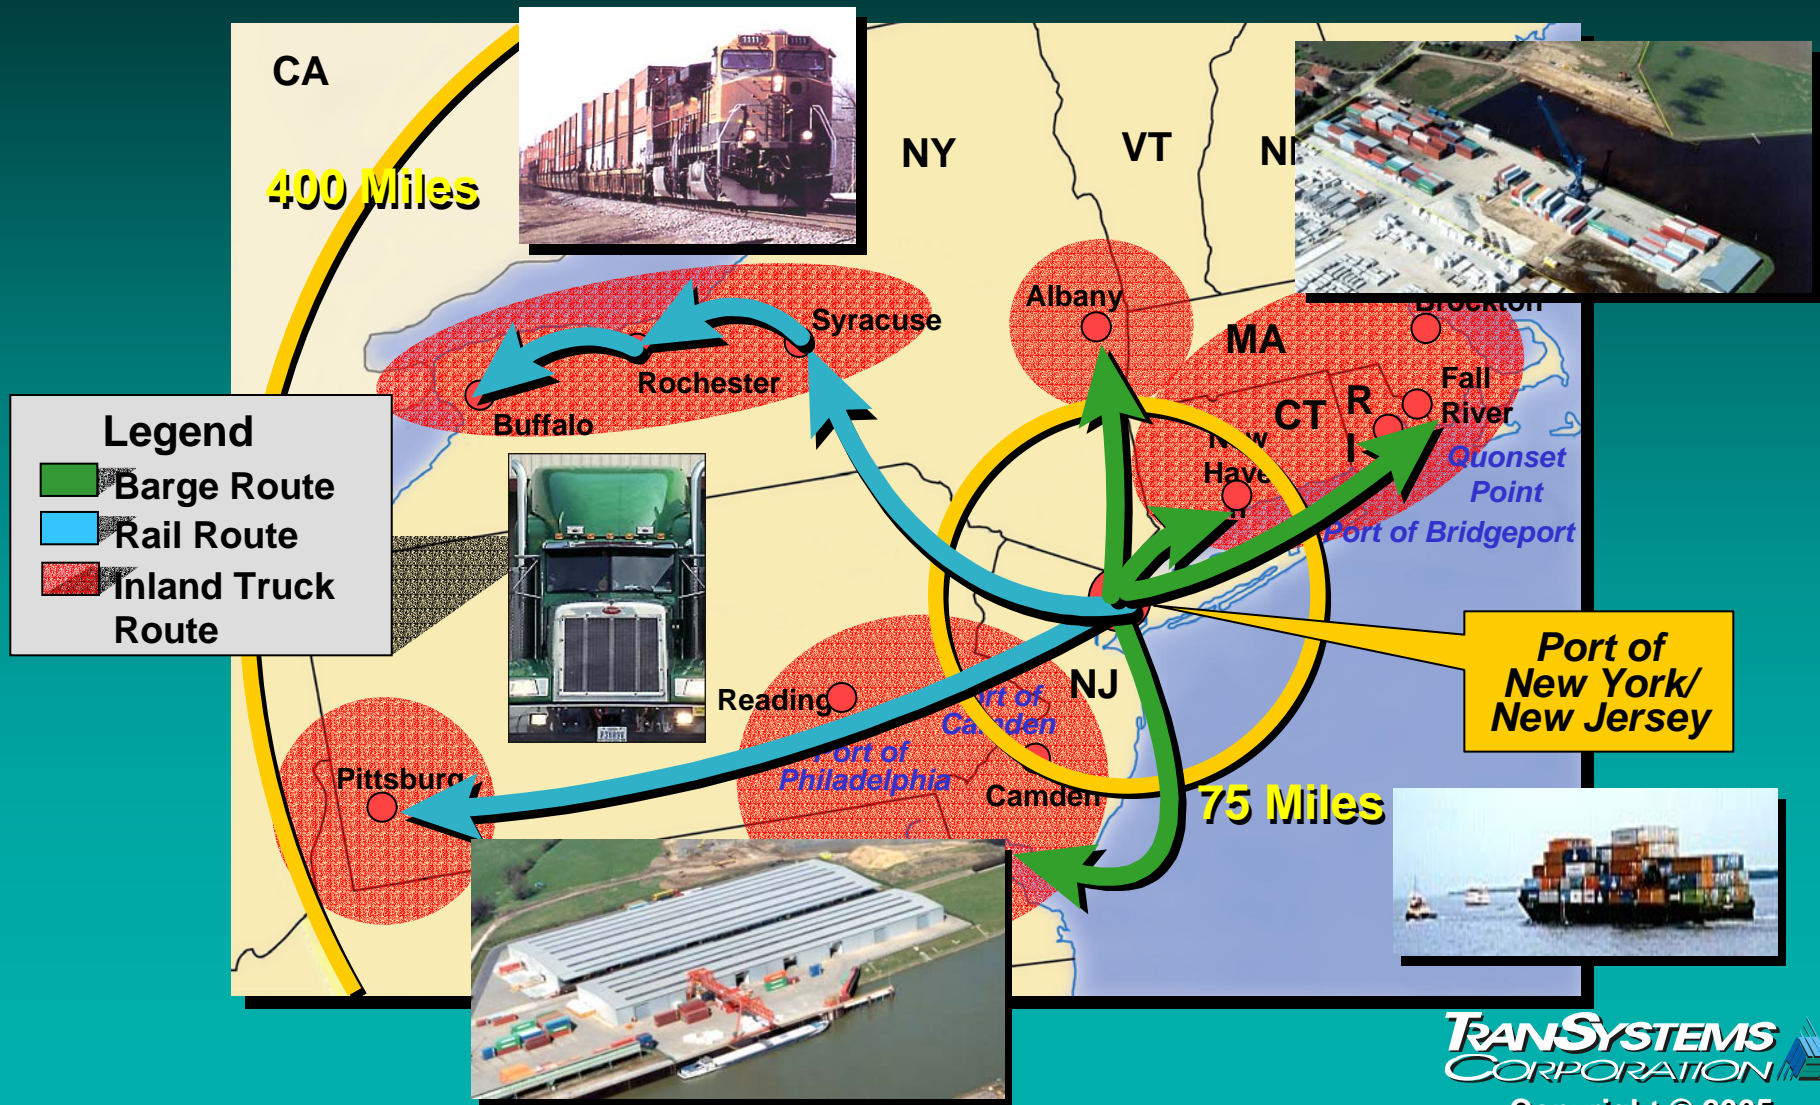 CA
400 Miles
NY
VT
Albany
Syracuse
MA
Rochester
Fall
River
R
I
CT
Buffalo
Legend
Barge Route
Rail Route
Inland Truck
Route
Quonset
Point
Port of Bridgeport
Port of
New York/
New Jersey
NJ
Reading
Camden
Port of
Philadelphia
Pittsburg
Camden
75 Miles
TRANSYSTEMS
CORPORATION